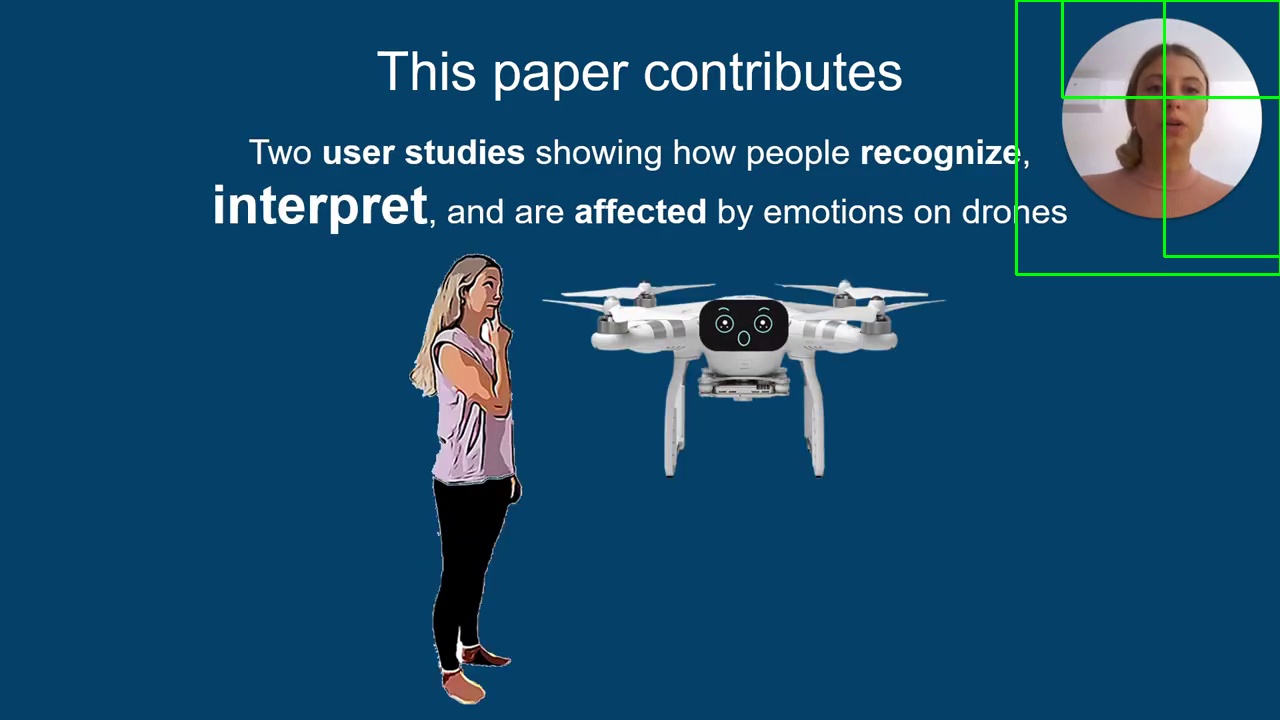 This paper contributes
Two user studies showing how people recognize,
interpret, and are affected by emotions on drones